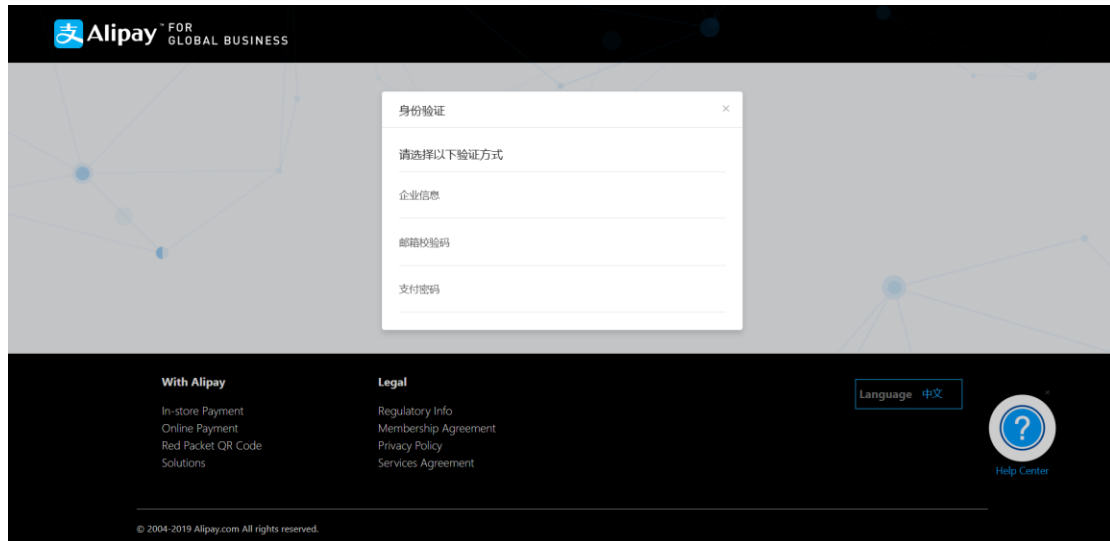 支 Alipay™ FOR
GLOBAL BUSINESS
身份验证 ×
请选择以下验证方式
企业信息
邮箱校验码
支付密码
With Alipay
In-store Payment
Online Payment
Red Packet QR Code
Solutions
Legal
Regulatory Info
Membership Agreement
Privacy Policy
Services Agreement
Language 中文
×
?
Help Center
© 2004-2019 Alipay.com All rights reserved.